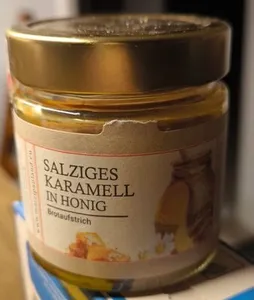 SALZIGES
KARAMELL
IN HONIG
Brotaufstrich